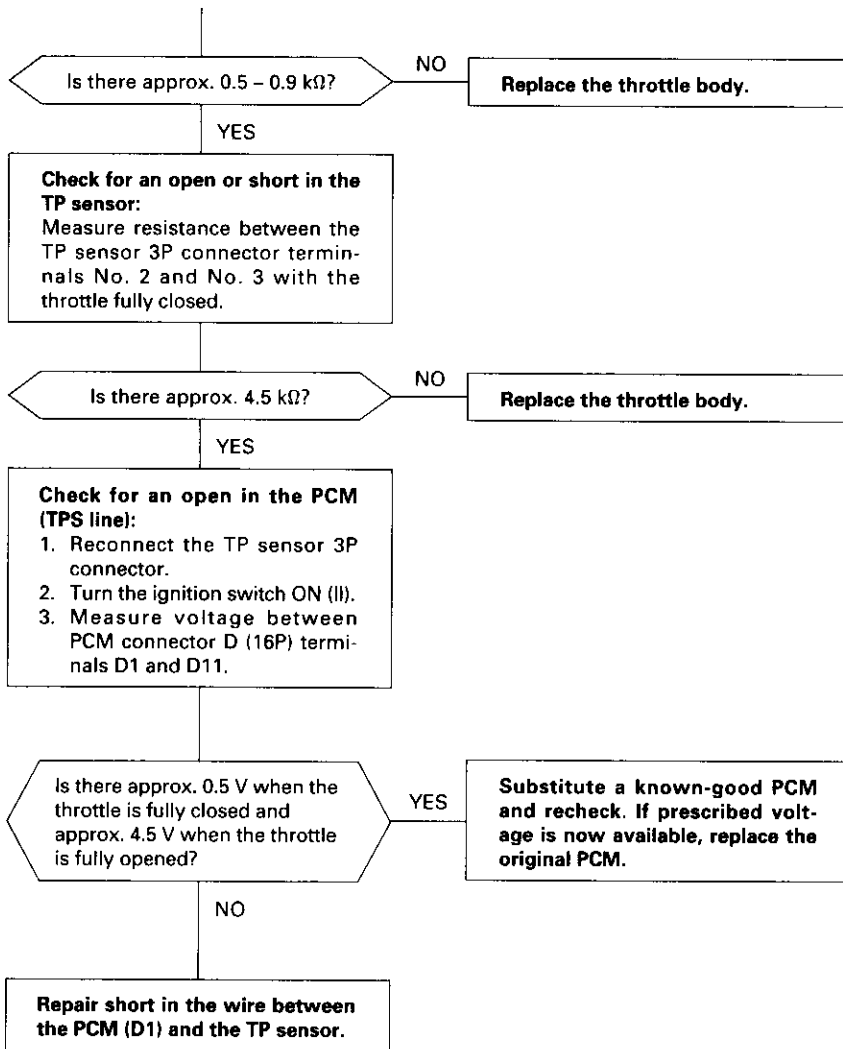 Is there approx. 0.5 – 0.9 kΩ?
NO
Replace the throttle body.
YES
Check for an open or short in the
TP sensor:
Measure resistance between the
TP sensor 3P connector termin-
nals No. 2 and No. 3 with the
throttle fully closed.
Is there approx. 4.5 kΩ?
NO
Replace the throttle body.
YES
Check for an open in the PCM
(TPS line):
1. Reconnect the TP sensor 3P
connector.
2. Turn the ignition switch ON (II).
3. Measure voltage between
PCM connector D (16P) termi-
nals D1 and D11.
Is there approx. 0.5 V when the
throttle is fully closed and
approx. 4.5 V when the throttle
is fully opened?
YES
Substitute a known-good PCM
and recheck. If prescribed volt-
age is now available, replace the
original PCM.
NO
Repair short in the wire between
the PCM (D1) and the TP sensor.